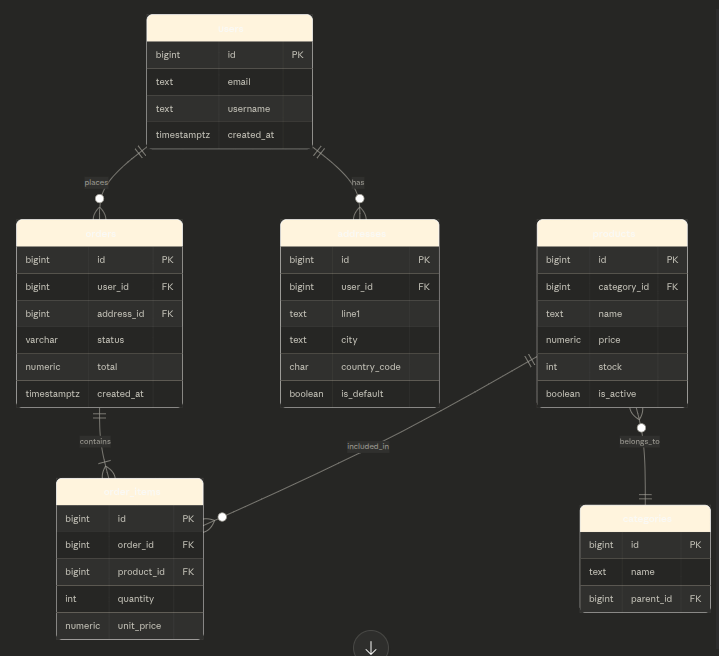 bigint id PK
text email
text username
timestamptz created_at
places
has
bigint id PK
bigint user_id FK
bigint address_id FK
varchar status
numeric total
timestamptz created_at
bigint id PK
bigint user_id FK
text line1
text city
char country_code
boolean is_default
bigint id PK
bigint category_id FK
text name
numeric price
int stock
boolean is_active
contains
included_in
belongs_to
bigint id PK
bigint order_id FK
bigint product_id FK
int quantity
numeric unit_price
bigint id PK
text name
bigint parent_id FK